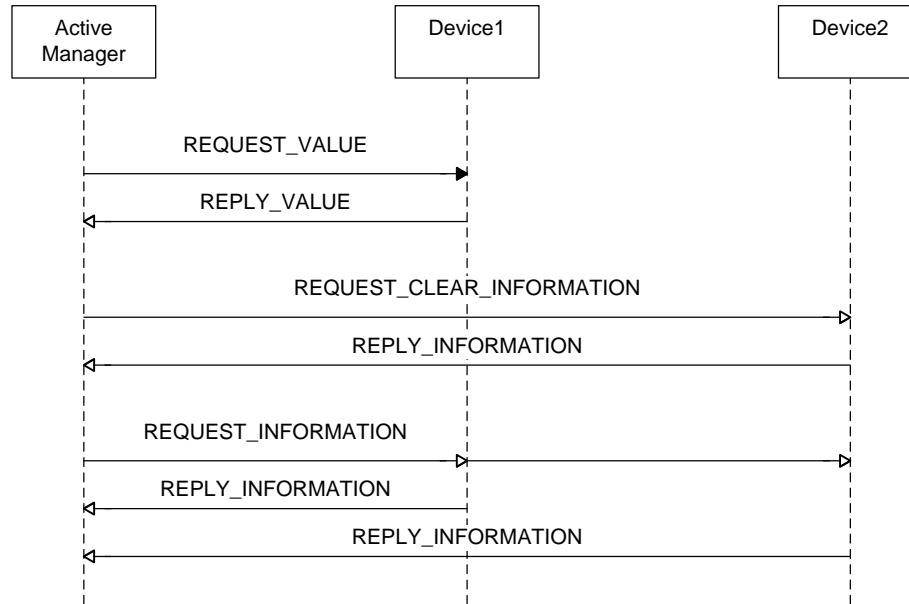 Active
Manager
Device1
Device2
REQUEST_VALUE
REPLY_VALUE
REQUEST_CLEAR_INFORMATION
REPLY_INFORMATION
REQUEST_INFORMATION
REPLY_INFORMATION
REPLY_INFORMATION